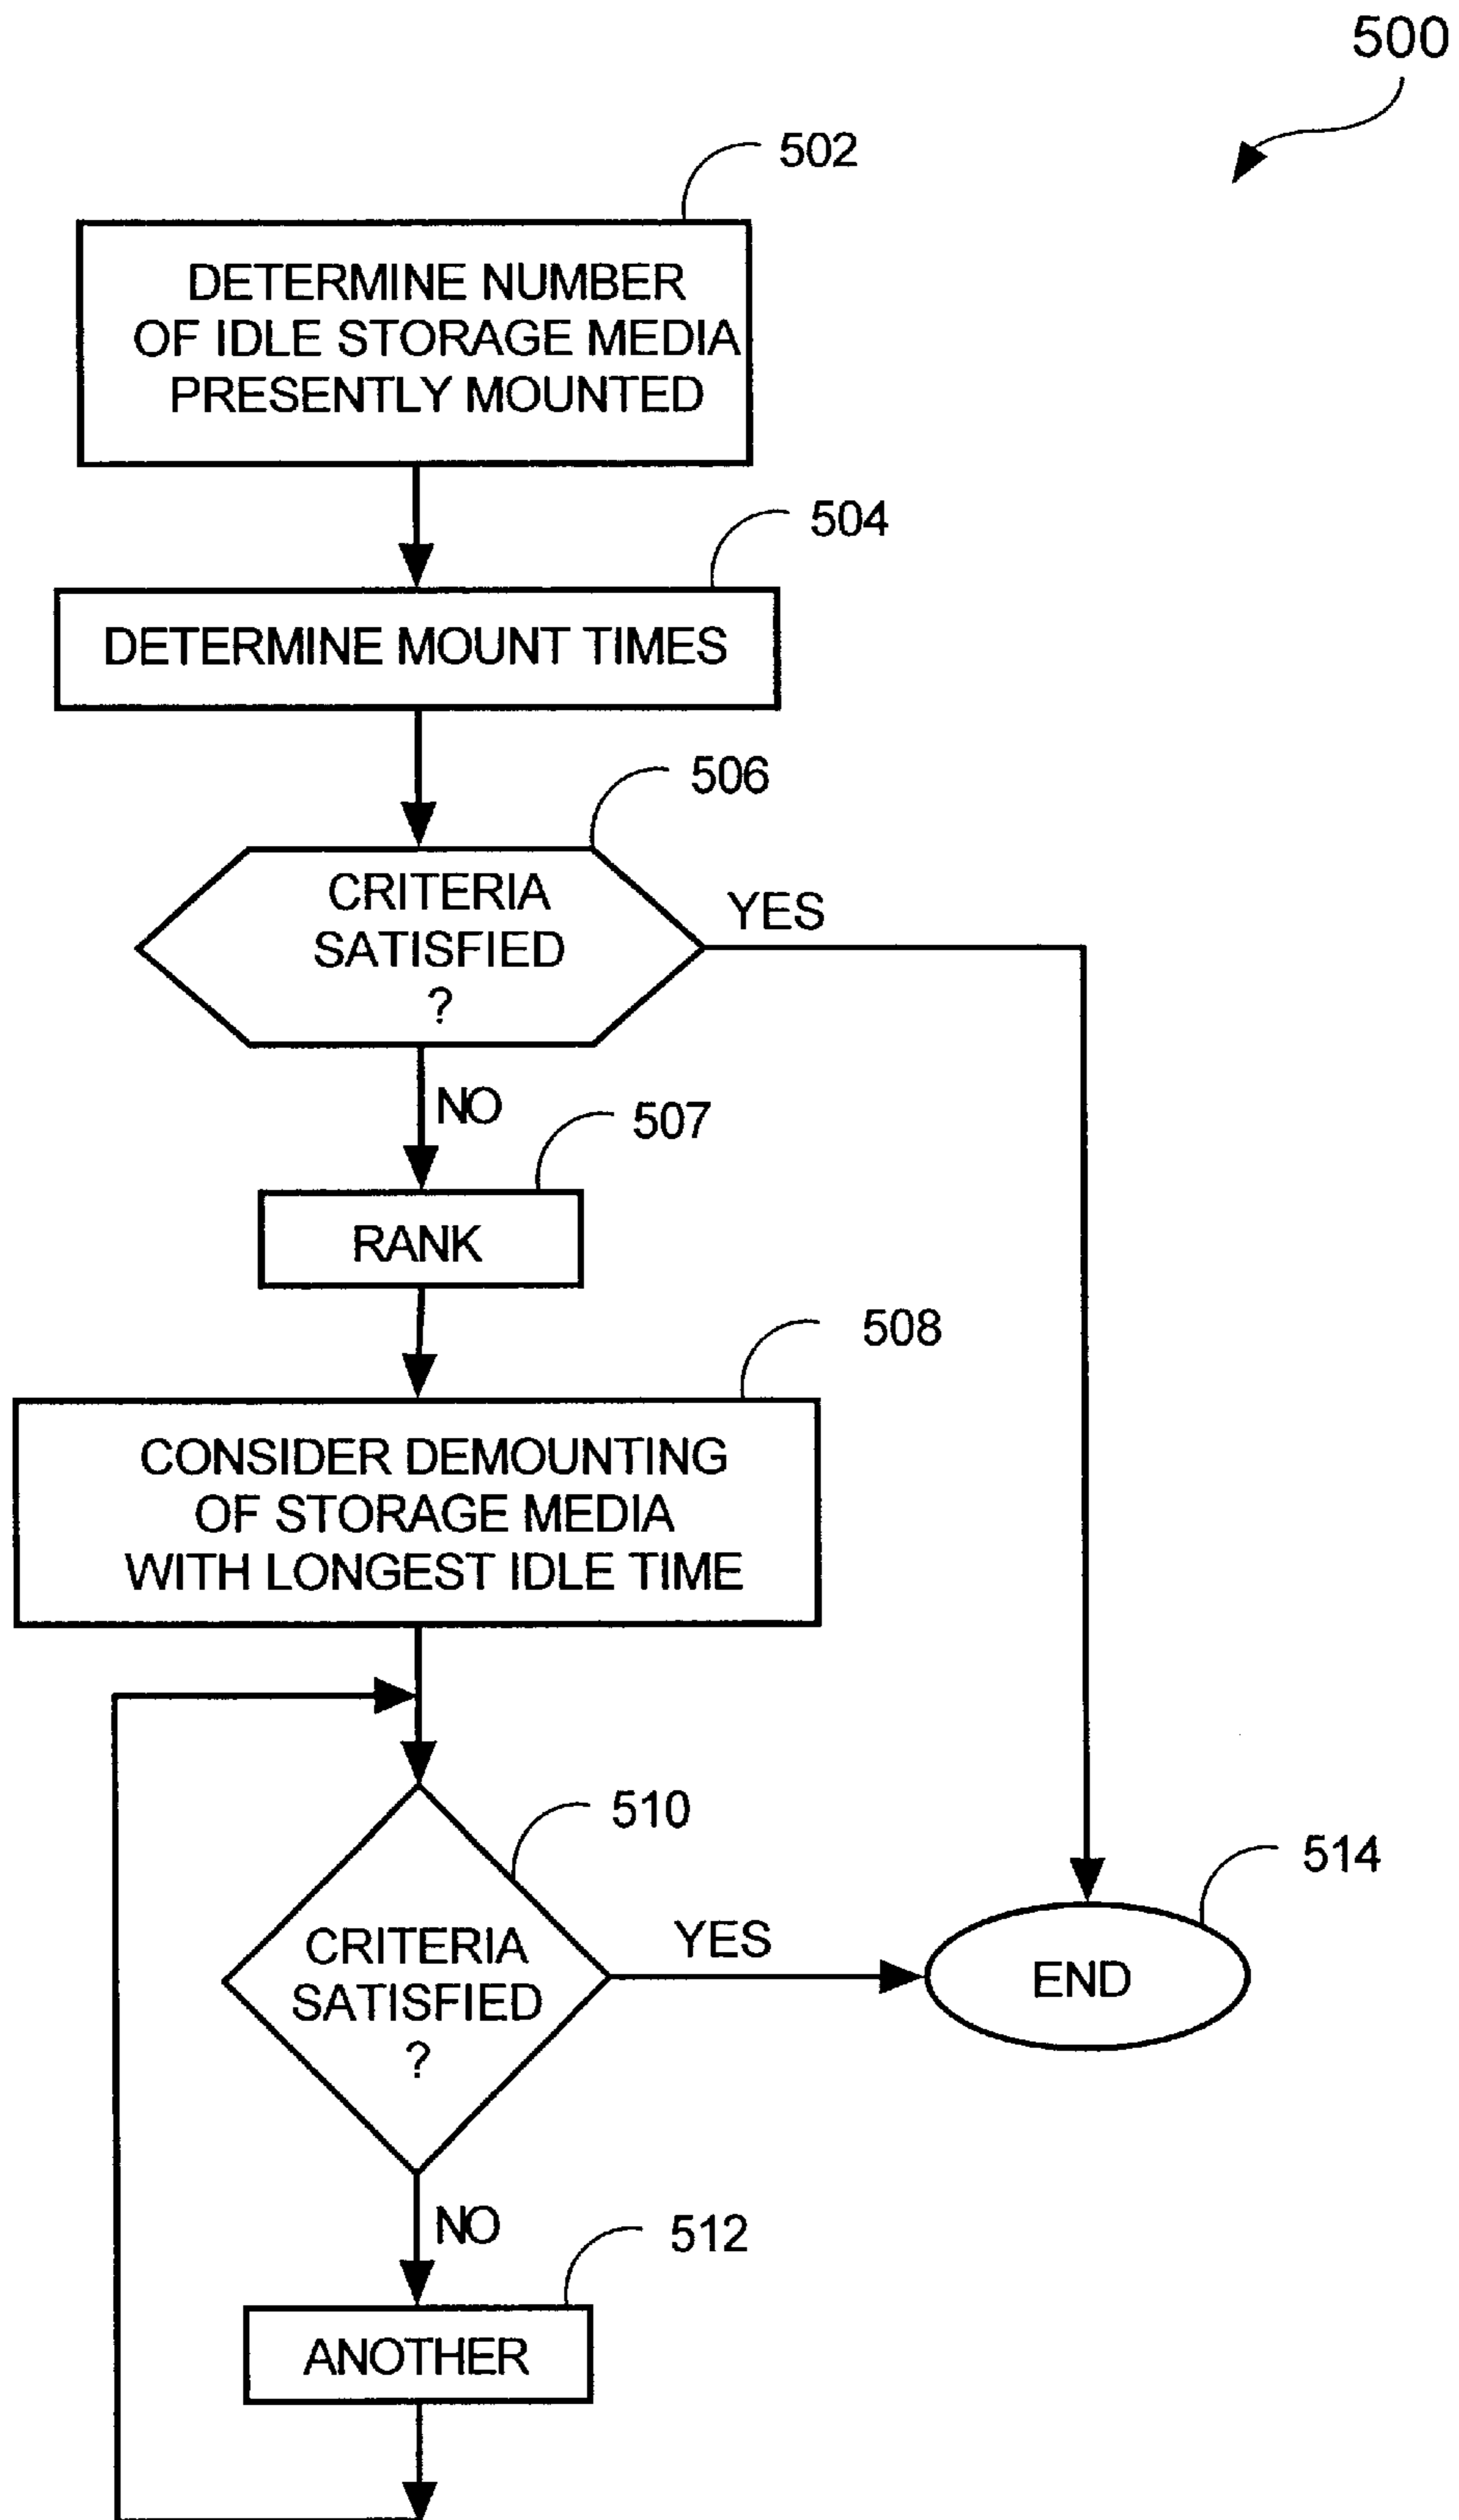 500
502
DETERMINE NUMBER
OF IDLE STORAGE MEDIA
PRESENTLY MOUNTED
504
DETERMINE MOUNT TIMES
506
CRITERIA
SATISFIED
?
YES
NO
507
RANK
508
CONSIDER DEMOUNTING
OF STORAGE MEDIA
WITH LONGEST IDLE TIME
510
CRITERIA
SATISFIED
?
YES
514
END
NO
512
ANOTHER